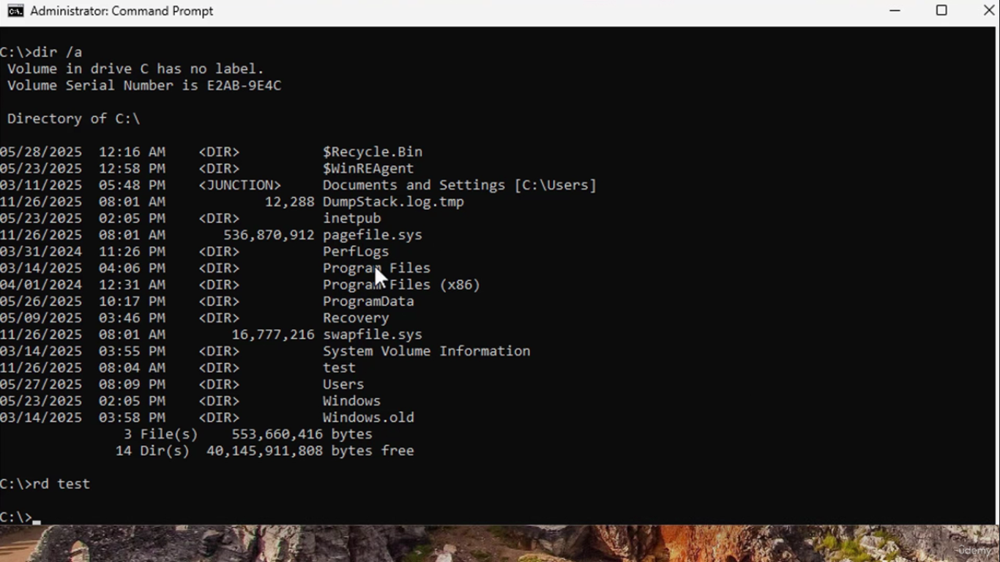 Administrator: Command Prompt
C:\>dir /a
 Volume in drive C has no label.
 Volume Serial Number is E2AB-9E4C
 Directory of C:\
05/28/2025  12:16 AM    <DIR>          $Recycle.Bin
05/23/2025  12:58 PM    <DIR>          $WinREAgent
03/11/2025  05:48 PM    <JUNCTION>     Documents and Settings [C:\Users]
11/26/2025  08:01 AM            12,288 DumpStack.log.tmp
05/23/2025  02:05 PM    <DIR>          inetpub
11/26/2025  08:01 AM       536,870,912 pagefile.sys
03/31/2024  11:26 PM    <DIR>          PerfLogs
03/14/2025  04:06 PM    <DIR>          Program Files
04/01/2024  12:31 AM    <DIR>          Program Files (x86)
05/26/2025  10:17 PM    <DIR>          ProgramData
05/09/2025  03:46 PM    <DIR>          Recovery
11/26/2025  08:01 AM        16,777,216 swapfile.sys
03/14/2025  03:55 PM    <DIR>          System Volume Information
11/26/2025  08:04 AM    <DIR>          test
05/27/2025  08:09 PM    <DIR>          Users
05/23/2025  02:05 PM    <DIR>          Windows
03/14/2025  03:58 PM    <DIR>          Windows.old
               3 File(s)    553,660,416 bytes
              14 Dir(s)  40,145,911,808 bytes free
C:\>rd test
C:\>
udemy